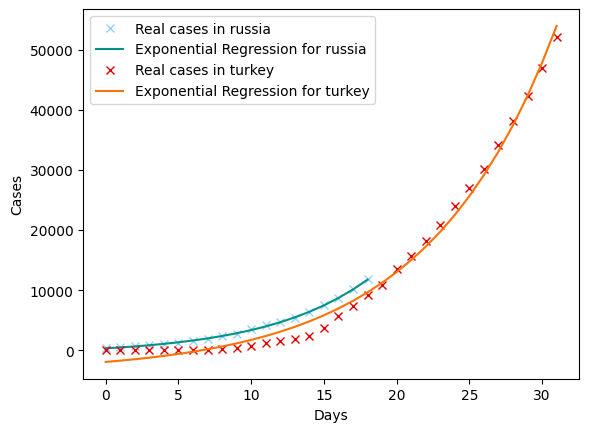 Real cases in russia
Exponential Regression for russia
Real cases in turkey
Exponential Regression for turkey
50000
40000
30000
20000
10000
0
Cases
0 5 10 15 20 25 30
Days